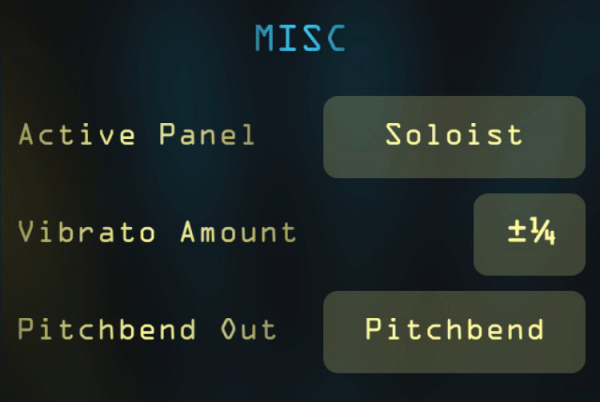 MISC
Active Panel Soloist
Vibrato Amount ±¼
Pitchbend Out Pitchbend